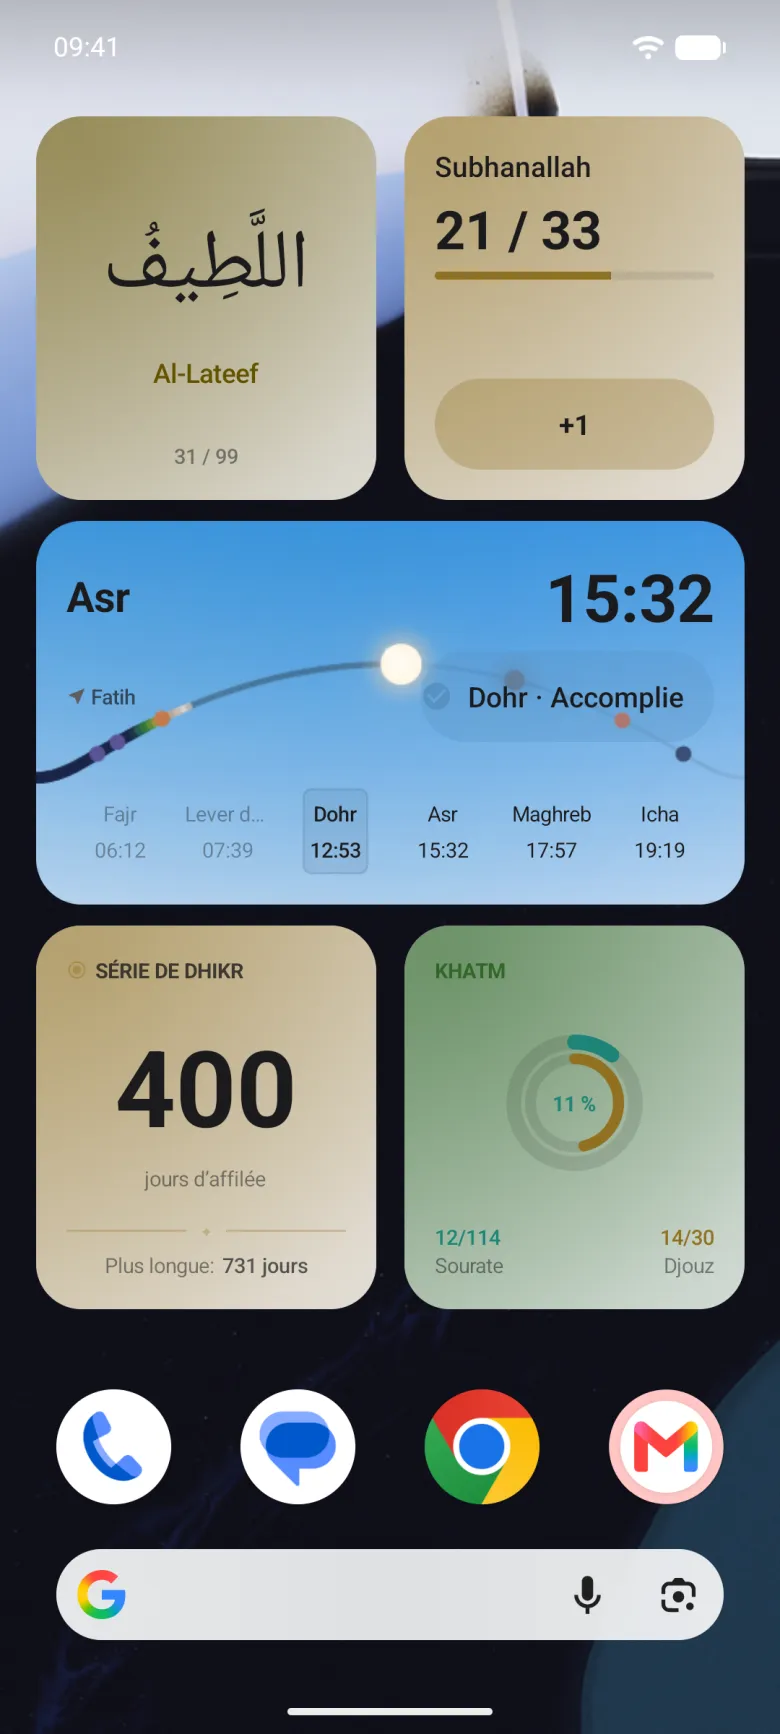 09:41
اللَّطِيفُ
Al-Lateef
31 / 99
Subhanallah
21 / 33
+1
Asr
15:32
Fatih
Dohr · Accomplie
Fajr
Lever d…
Dohr
Asr
Maghreb
Icha
06:12
07:39
12:53
15:32
17:57
19:19
SÉRIE DE DHIKR
400
jours d’affilée
Plus longue: 731 jours
KHATM
11 %
12/114
14/30
Sourate
Djouz